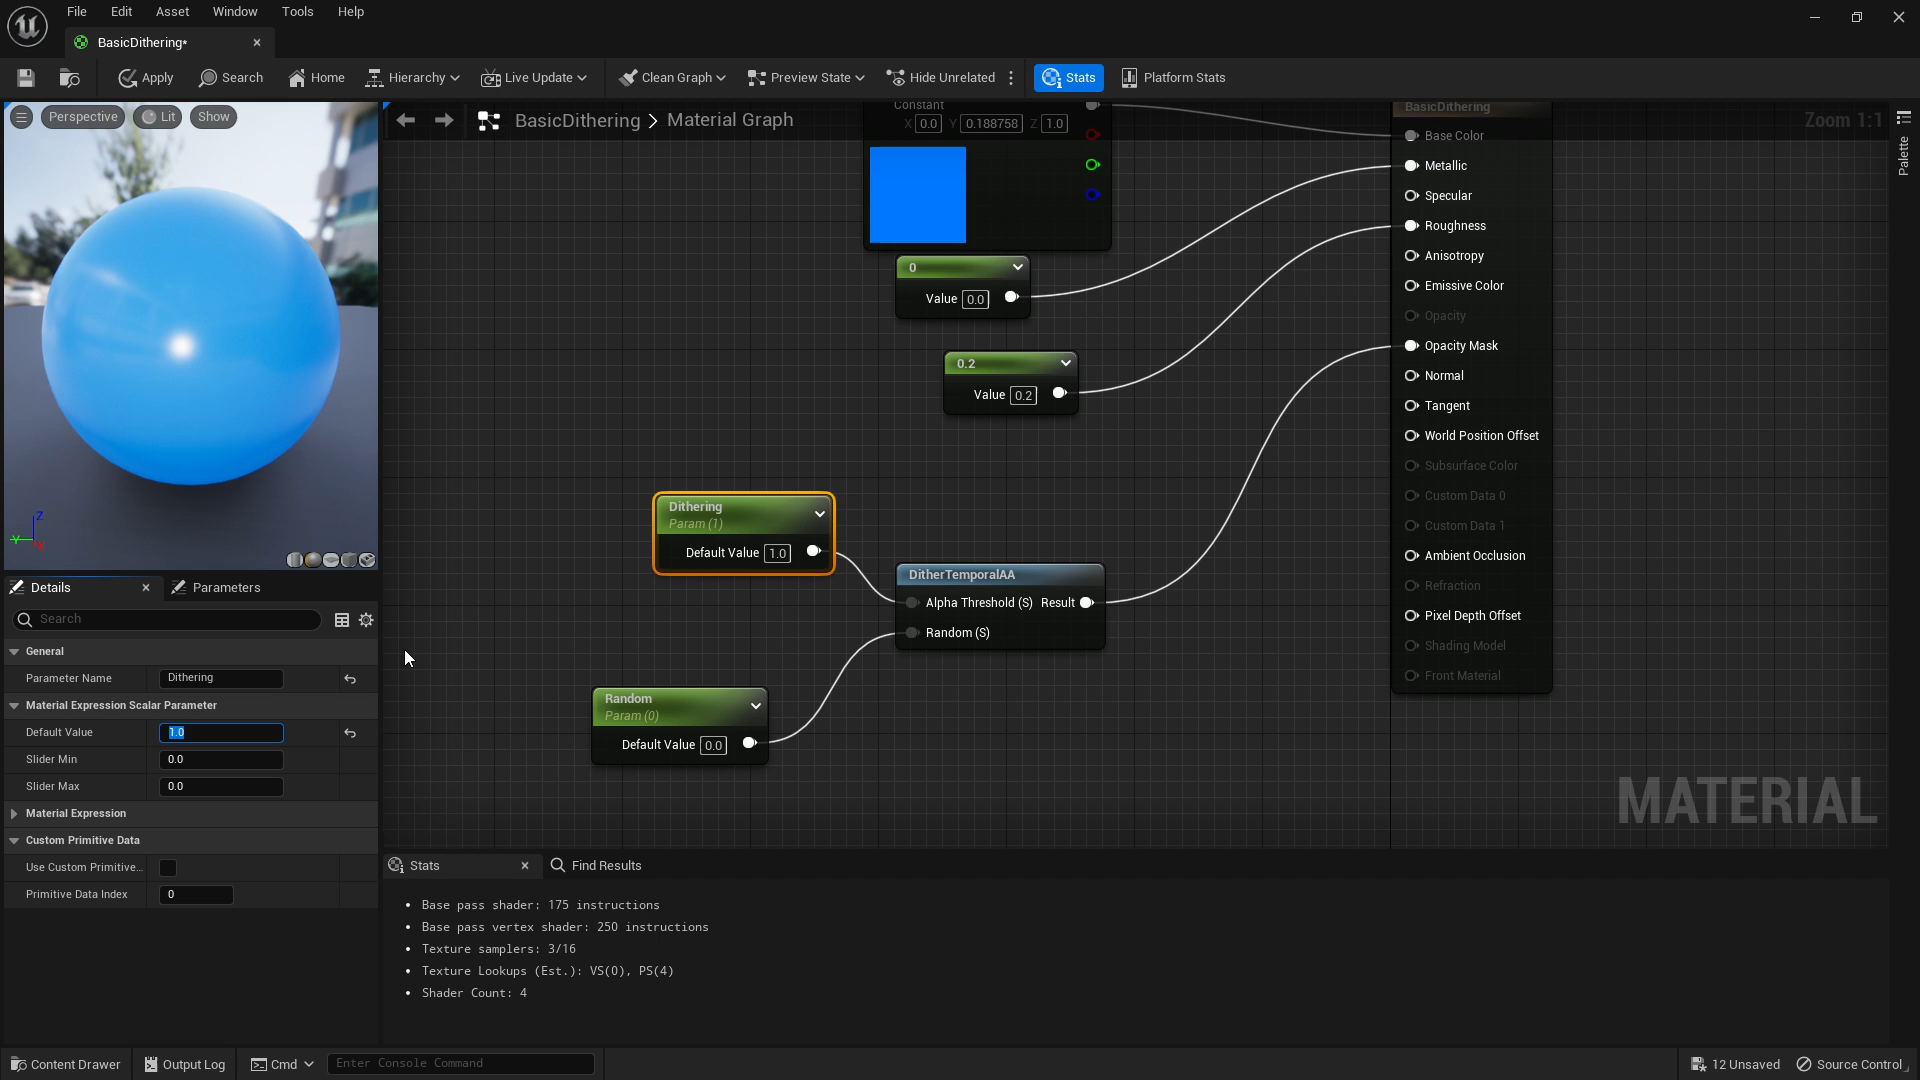 File Edit Asset Window Tools Help
BasicDithering*
Apply Search Home Hierarchy Live Update Clean Graph Preview State Hide Unrelated Stats Platform Stats
Perspective Lit Show
BasicDithering > Material Graph
Zoom 1:1
Palette
Constant
X 0.0 Y 0.188758 Z 1.0
0
Value 0.0
0.2
Value 0.2
Dithering
Param (1)
Default Value 1.0
DitherTemporalAA
Alpha Threshold (S) Result
Random (S)
Random
Param (0)
Default Value 0.0
BasicDithering
Base Color
Metallic
Specular
Roughness
Anisotropy
Emissive Color
Opacity
Opacity Mask
Normal
Tangent
World Position Offset
Subsurface Color
Custom Data 0
Custom Data 1
Ambient Occlusion
Refraction
Pixel Depth Offset
Shading Model
Front Material
MATERIAL
Z
Y
Details Parameters
Search
General
Parameter Name Dithering
Material Expression Scalar Parameter
Default Value 1.0
Slider Min 0.0
Slider Max 0.0
Material Expression
Custom Primitive Data
Use Custom Primitive...
Primitive Data Index 0
Stats Find Results
• Base pass shader: 175 instructions
• Base pass vertex shader: 250 instructions
• Texture samplers: 3/16
• Texture Lookups (Est.): VS(0), PS(4)
• Shader Count: 4
Content Drawer Output Log Cmd Enter Console Command 12 Unsaved Source Control